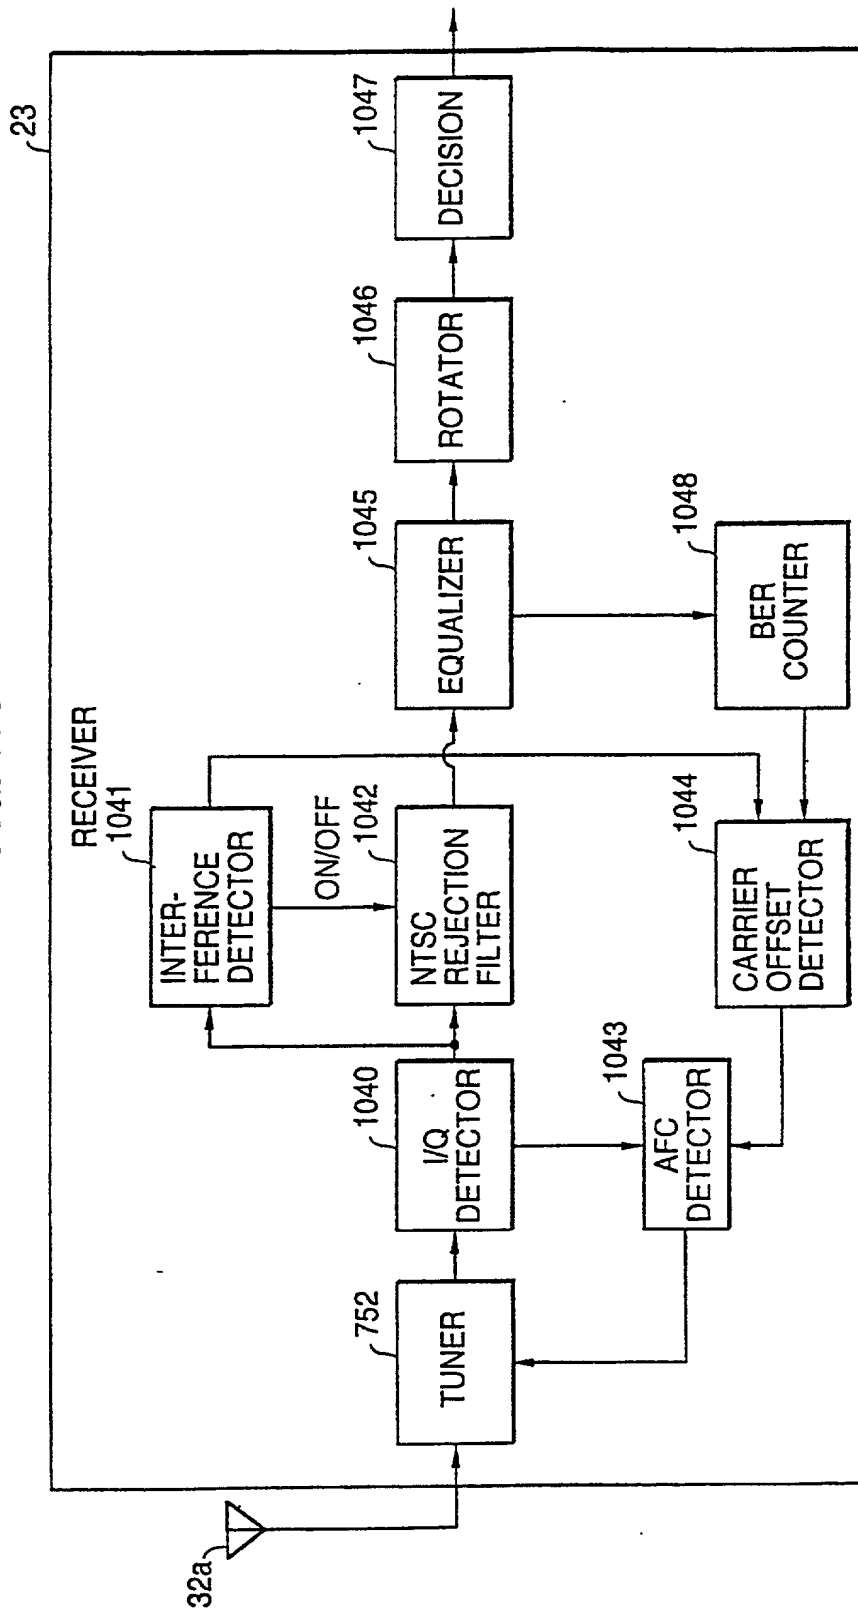 23
RECEIVER
1041
INTER-
FERENCE
DETECTOR
ON/OFF
32a
752
TUNER
1040
I/Q
DETECTOR
1042
NTSC
REJECTION
FILTER
1045
EQUALIZER
1046
ROTATOR
1047
DECISION
1043
AFC
DETECTOR
1044
CARRIER
OFFSET
DETECTOR
1048
BER
COUNTER